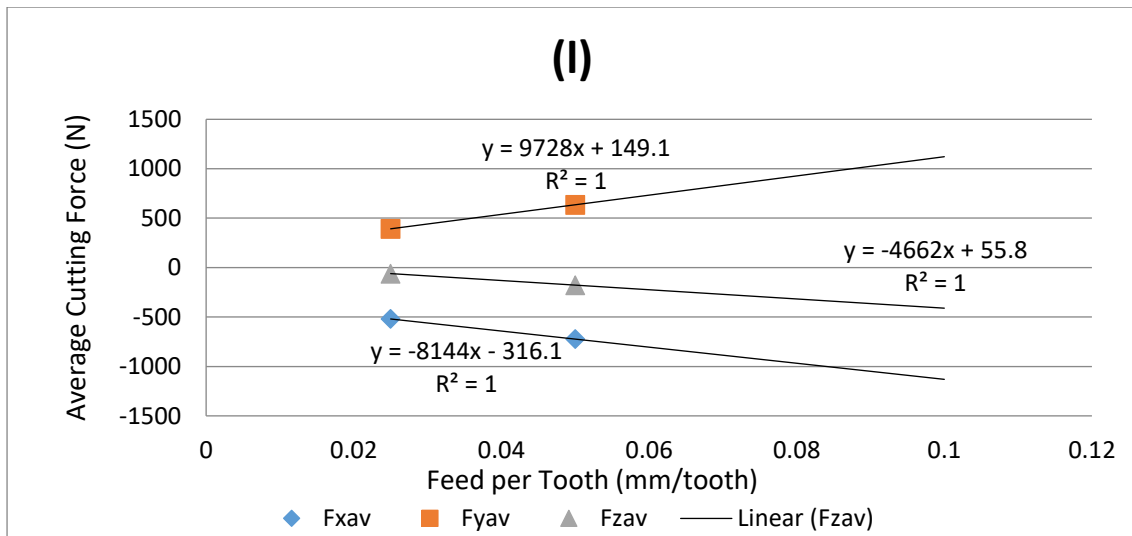 (l)
Average Cutting Force (N)
1500
1000
500
0
-500
-1000
-1500
y = 9728x + 149.1
R² = 1
y = -4662x + 55.8
R² = 1
y = -8144x - 316.1
R² = 1
0
0.02
0.04
0.06
0.08
0.1
0.12
Feed per Tooth (mm/tooth)
Fxav
Fyav
Fzav
Linear (Fzav)